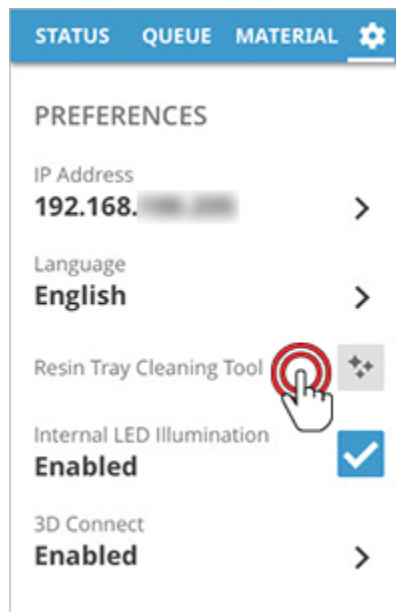 STATUS QUEUE MATERIAL
PREFERENCES
IP Address
192.168.
Language
English
Resin Tray Cleaning Tool
Internal LED Illumination
Enabled
3D Connect
Enabled